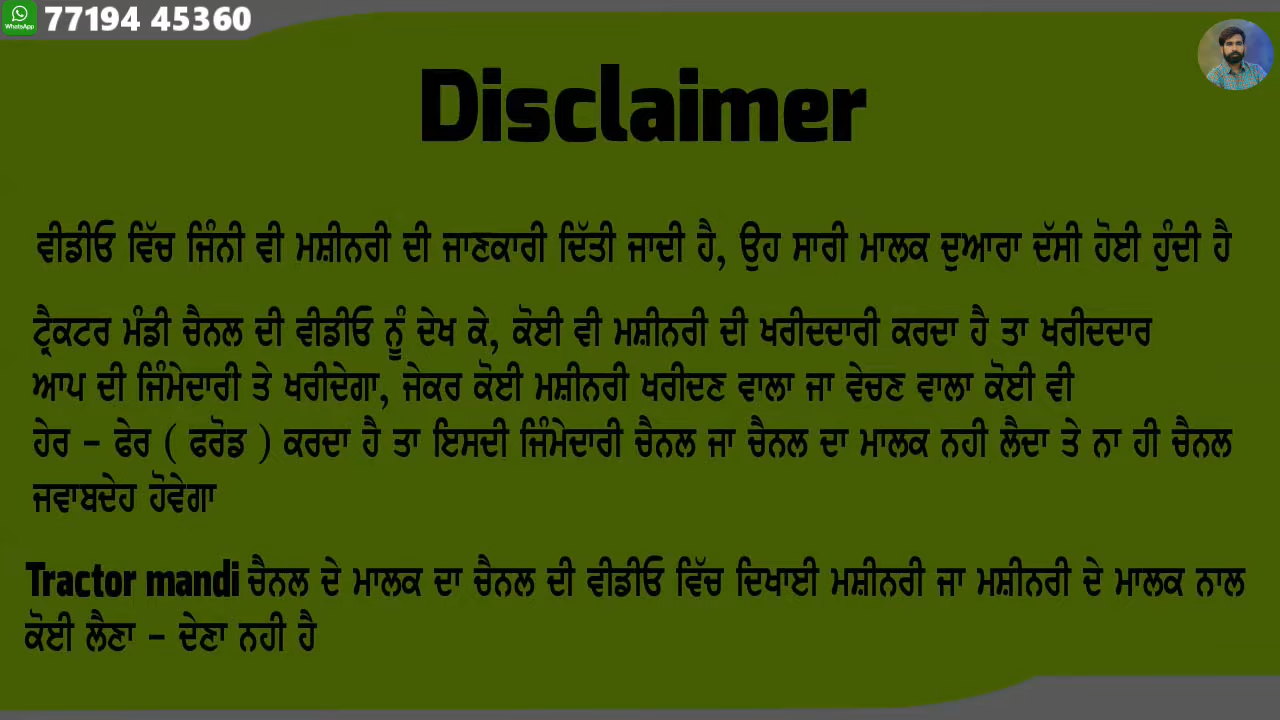 WhatsApp 77194 45360
Disclaimer
ਵੀਡੀਓ ਵਿੱਚ ਜਿੰਨੀ ਵੀ ਮਸ਼ੀਨਰੀ ਦੀ ਜਾਣਕਾਰੀ ਦਿੱਤੀ ਜਾਦੀ ਹੈ, ਉਹ ਸਾਰੀ ਮਾਲਕ ਦੁਆਰਾ ਦੱਸੀ ਹੋਈ ਹੁੰਦੀ ਹੈ
ਟ੍ਰੈਕਟਰ ਮੰਡੀ ਚੈਨਲ ਦੀ ਵੀਡੀਓ ਨੂੰ ਦੇਖ ਕੇ, ਕੋਈ ਵੀ ਮਸ਼ੀਨਰੀ ਦੀ ਖਰੀਦਦਾਰੀ ਕਰਦਾ ਹੈ ਤਾ ਖਰੀਦਦਾਰ
ਆਪ ਦੀ ਜਿੰਮੇਦਾਰੀ ਤੇ ਖਰੀਦੇਗਾ, ਜੇਕਰ ਕੋਈ ਮਸ਼ੀਨਰੀ ਖਰੀਦਣ ਵਾਲਾ ਜਾ ਵੇਚਣ ਵਾਲਾ ਕੋਈ ਵੀ
ਹੇਰ - ਫੇਰ ( ਫਰੋਡ ) ਕਰਦਾ ਹੈ ਤਾ ਇਸਦੀ ਜਿੰਮੇਦਾਰੀ ਚੈਨਲ ਜਾ ਚੈਨਲ ਦਾ ਮਾਲਕ ਨਹੀ ਲੈਦਾ ਤੇ ਨਾ ਹੀ ਚੈਨਲ
ਜਵਾਬਦੇਹ ਹੋਵੇਗਾ
Tractor mandi ਚੈਨਲ ਦੇ ਮਾਲਕ ਦਾ ਚੈਨਲ ਦੀ ਵੀਡੀਓ ਵਿੱਚ ਦਿਖਾਈ ਮਸ਼ੀਨਰੀ ਜਾ ਮਸ਼ੀਨਰੀ ਦੇ ਮਾਲਕ ਨਾਲ
ਕੋਈ ਲੈਣਾ - ਦੇਣਾ ਨਹੀ ਹੈ